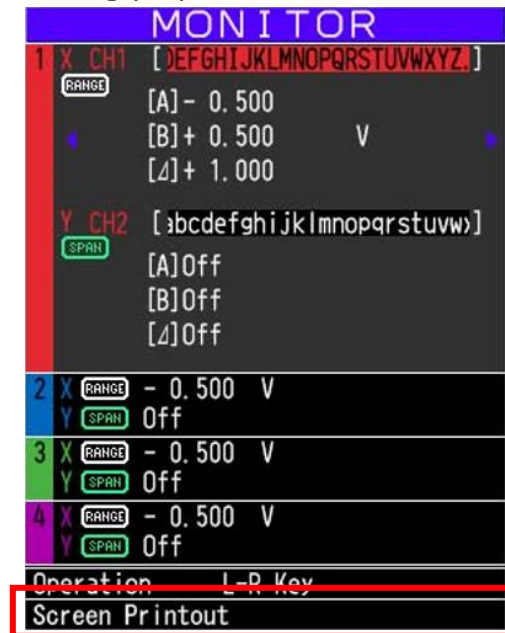 MONITOR
1 X CH1 [DEFGHIJKLMNOPQRSTUVWXYZ.]
RANGE
[A]- 0.500
[B]+ 0.500 V
[⊿]+ 1.000
Y CH2 [abcdefghijklmnopqrstuvwx]
SPAN
[A]Off
[B]Off
[⊿]Off
2 X RANGE - 0.500 V
Y SPAN Off
3 X RANGE - 0.500 V
Y SPAN Off
4 X RANGE - 0.500 V
Y SPAN Off
Operation L-R Key
Screen Printout